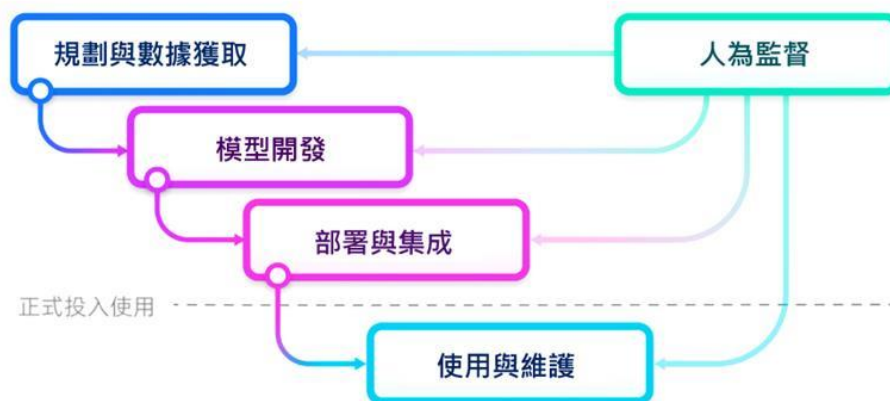 規劃與數據獲取
人為監督
模型開發
部署與集成
正式投入使用
使用與維護